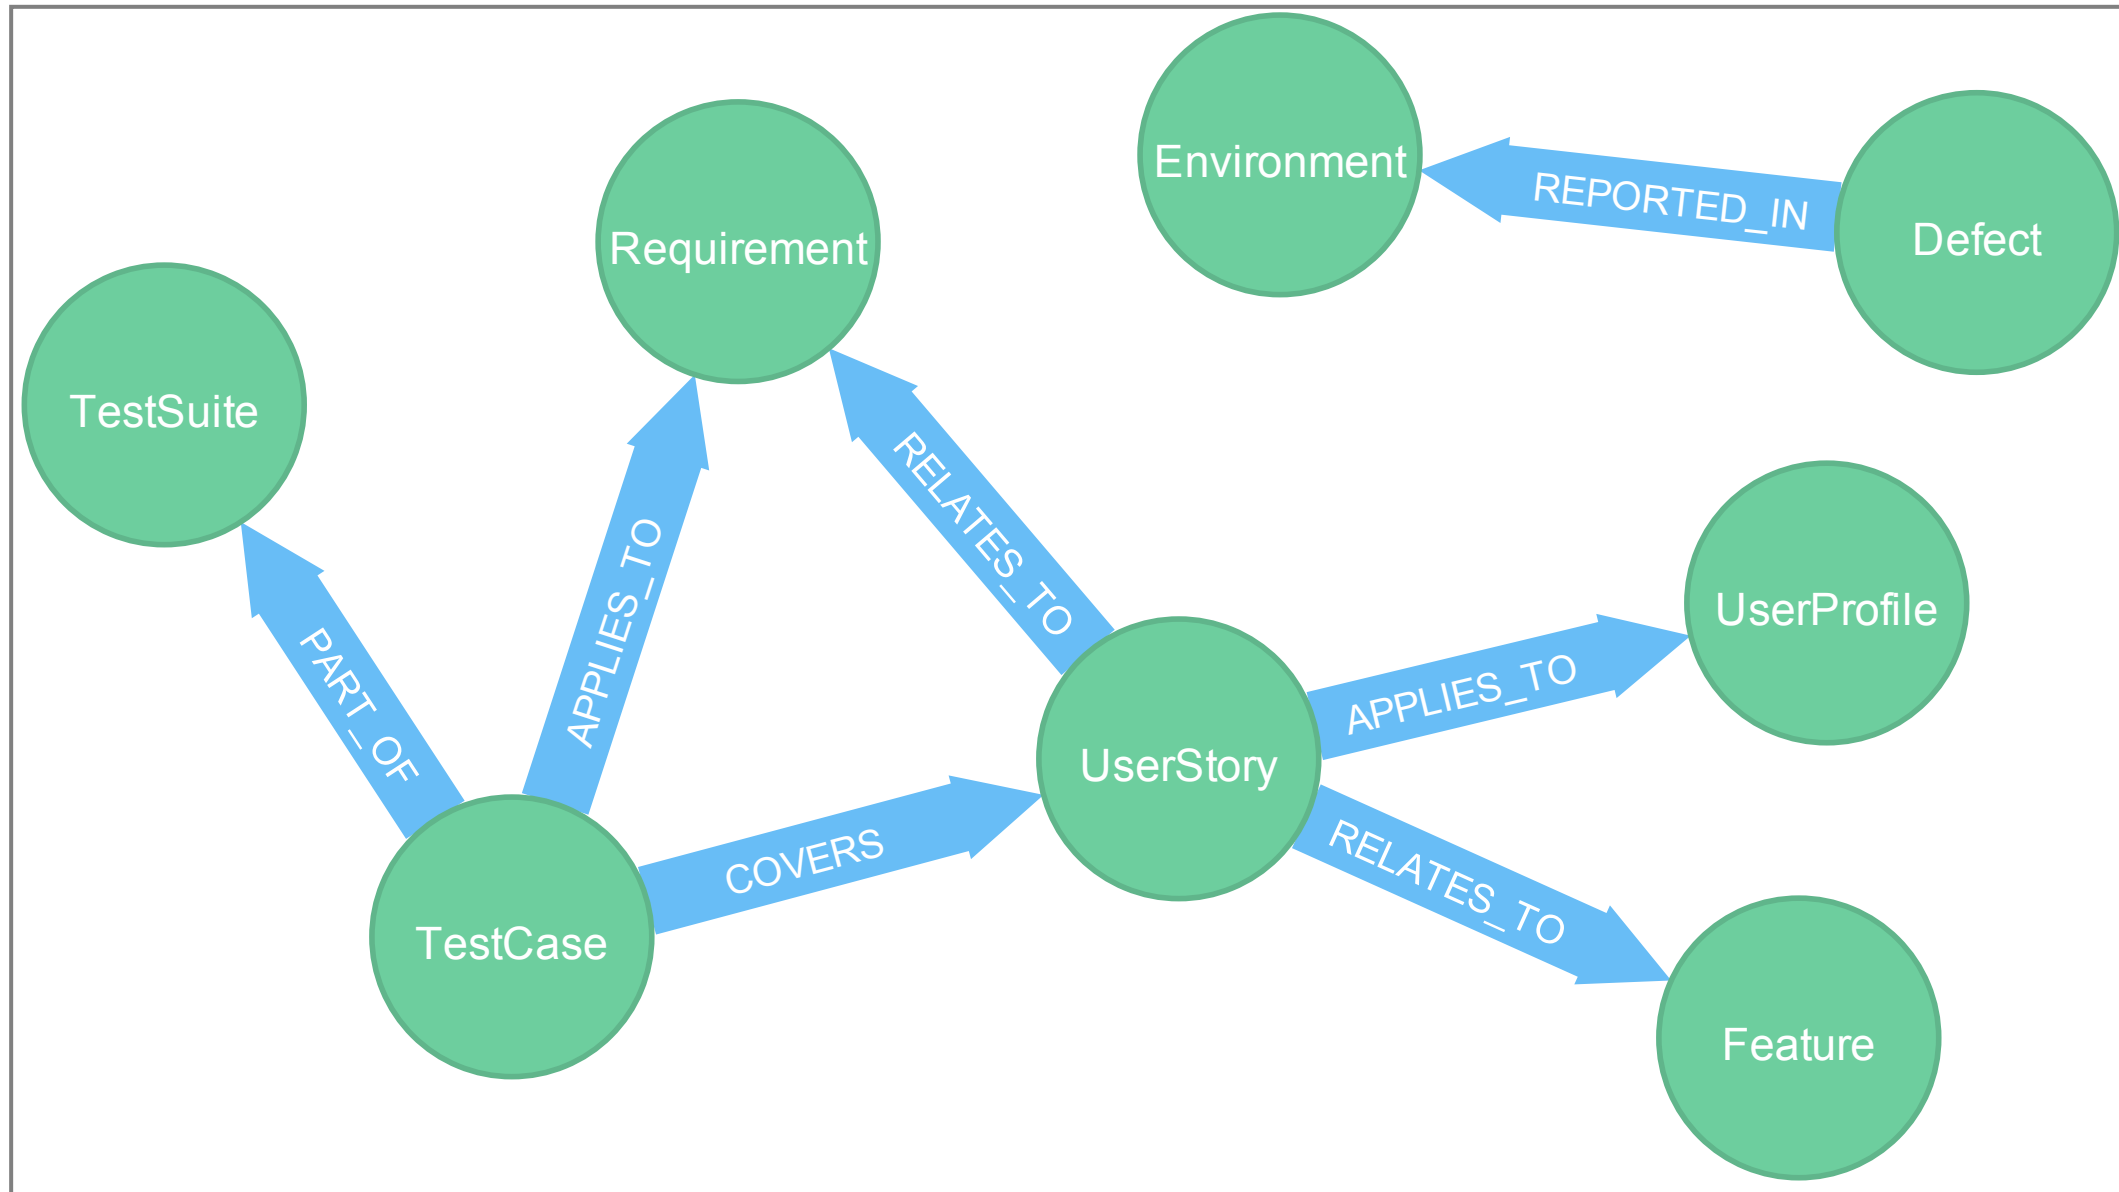 Environment
REPORTED_IN
Defect
Requirement
TestSuite
RELATES_TO
APPLIES_TO
UserProfile
PART_OF
APPLIES_TO
UserStory
COVERS
RELATES_TO
TestCase
Feature